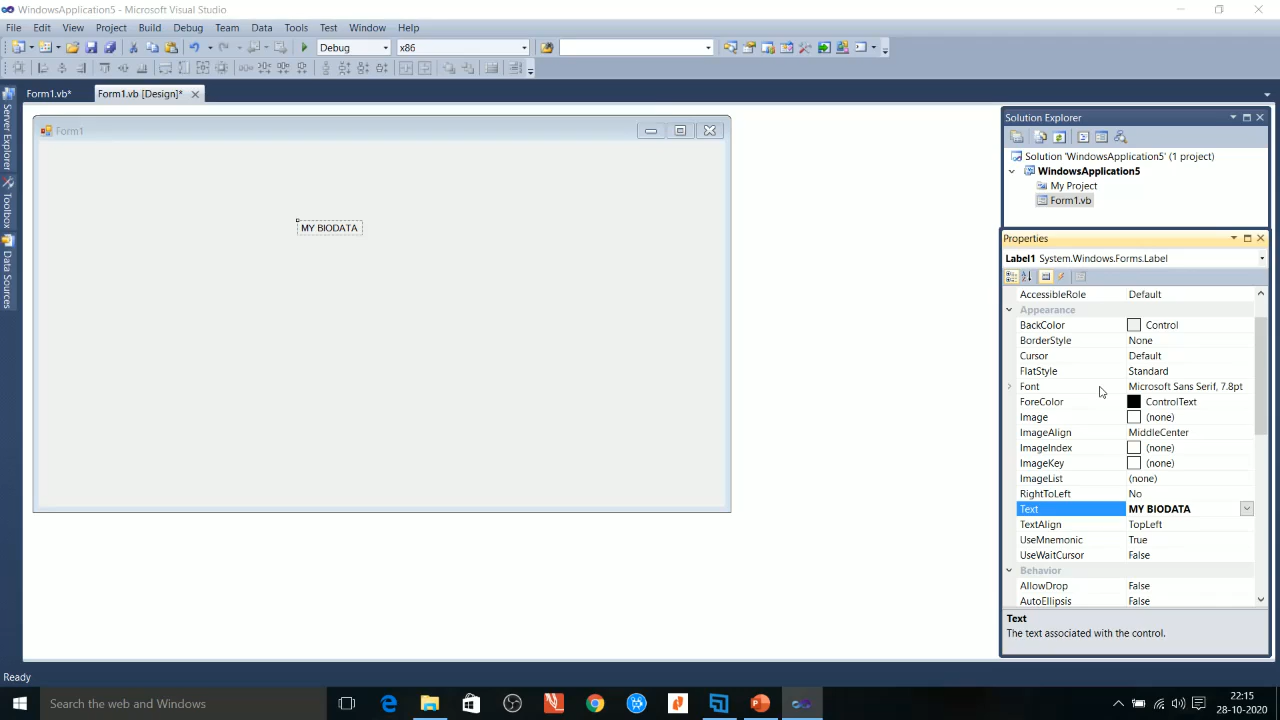 WindowsApplication5 - Microsoft Visual Studio
File Edit View Project Build Debug Team Data Tools Test Window Help
Debug x86
Form1.vb* Form1.vb [Design]*
Server Explorer
Toolbox
Data Sources
Form1
MY BIODATA
Solution Explorer
Solution 'WindowsApplication5' (1 project)
WindowsApplication5
My Project
Form1.vb
Properties
Label1 System.Windows.Forms.Label
AccessibleRole Default
Appearance
BackColor Control
BorderStyle None
Cursor Default
FlatStyle Standard
Font Microsoft Sans Serif, 7.8pt
ForeColor ControlText
Image (none)
ImageAlign MiddleCenter
ImageIndex (none)
ImageKey (none)
ImageList (none)
RightToLeft No
Text MY BIODATA
TextAlign TopLeft
UseMnemonic True
UseWaitCursor False
Behavior
AllowDrop False
AutoEllipsis False
Text
The text associated with the control.
Ready
Search the web and Windows
22:15
28-10-2020